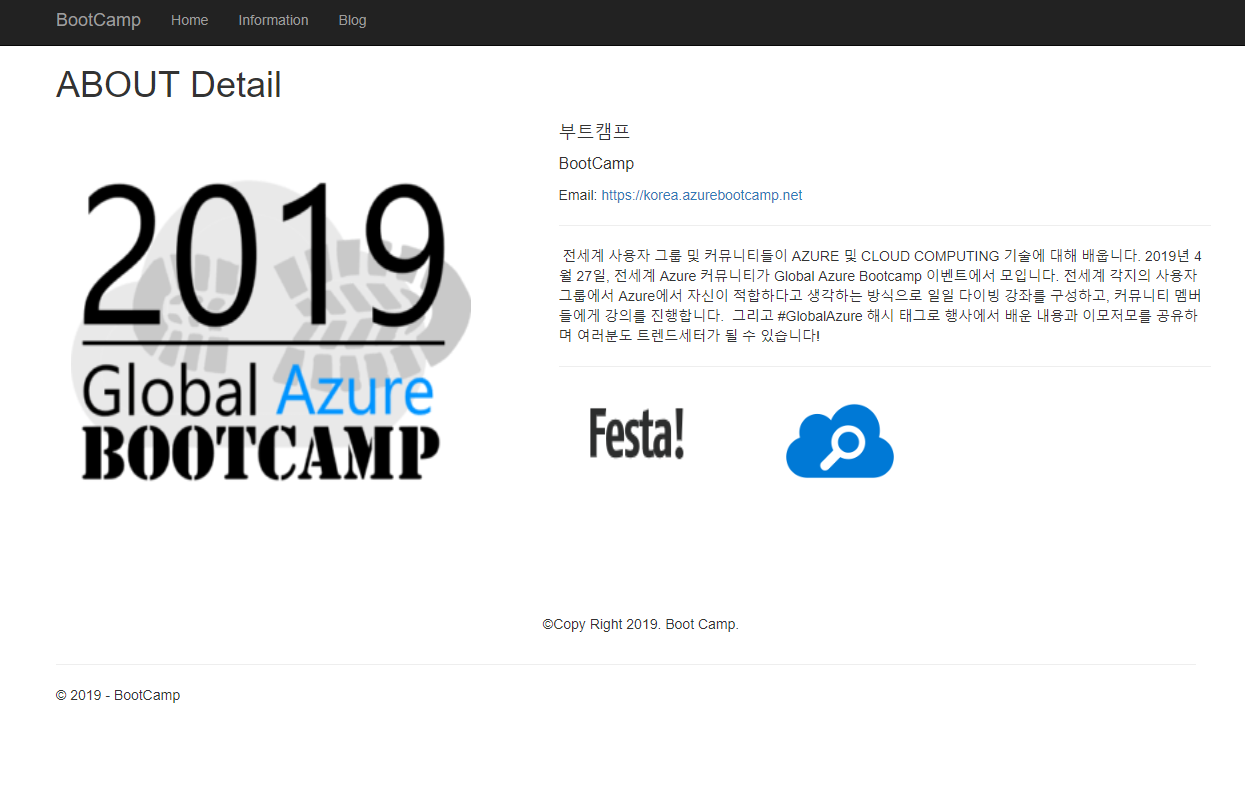 BootCamp Home Information Blog
ABOUT Detail
2019
Global Azure
BOOTCAMP
부트캠프
BootCamp
Email: https://korea.azurebootcamp.net
전세계 사용자 그룹 및 커뮤니티들이 AZURE 및 CLOUD COMPUTING 기술에 대해 배웁니다. 2019년 4
월 27일, 전세계 Azure 커뮤니티가 Global Azure Bootcamp 이벤트에서 모입니다. 전세계 각지의 사용자
그룹에서 Azure에서 자신이 적합하다고 생각하는 방식으로 일일 다이빙 강좌를 구성하고, 커뮤니티 멤버
들에게 강의를 진행합니다. 그리고 #GlobalAzure 해시 태그로 행사에서 배운 내용과 이모저모를 공유하
며 여러분도 트렌드세터가 될 수 있습니다!
Festa!
©Copy Right 2019. Boot Camp.
© 2019 - BootCamp